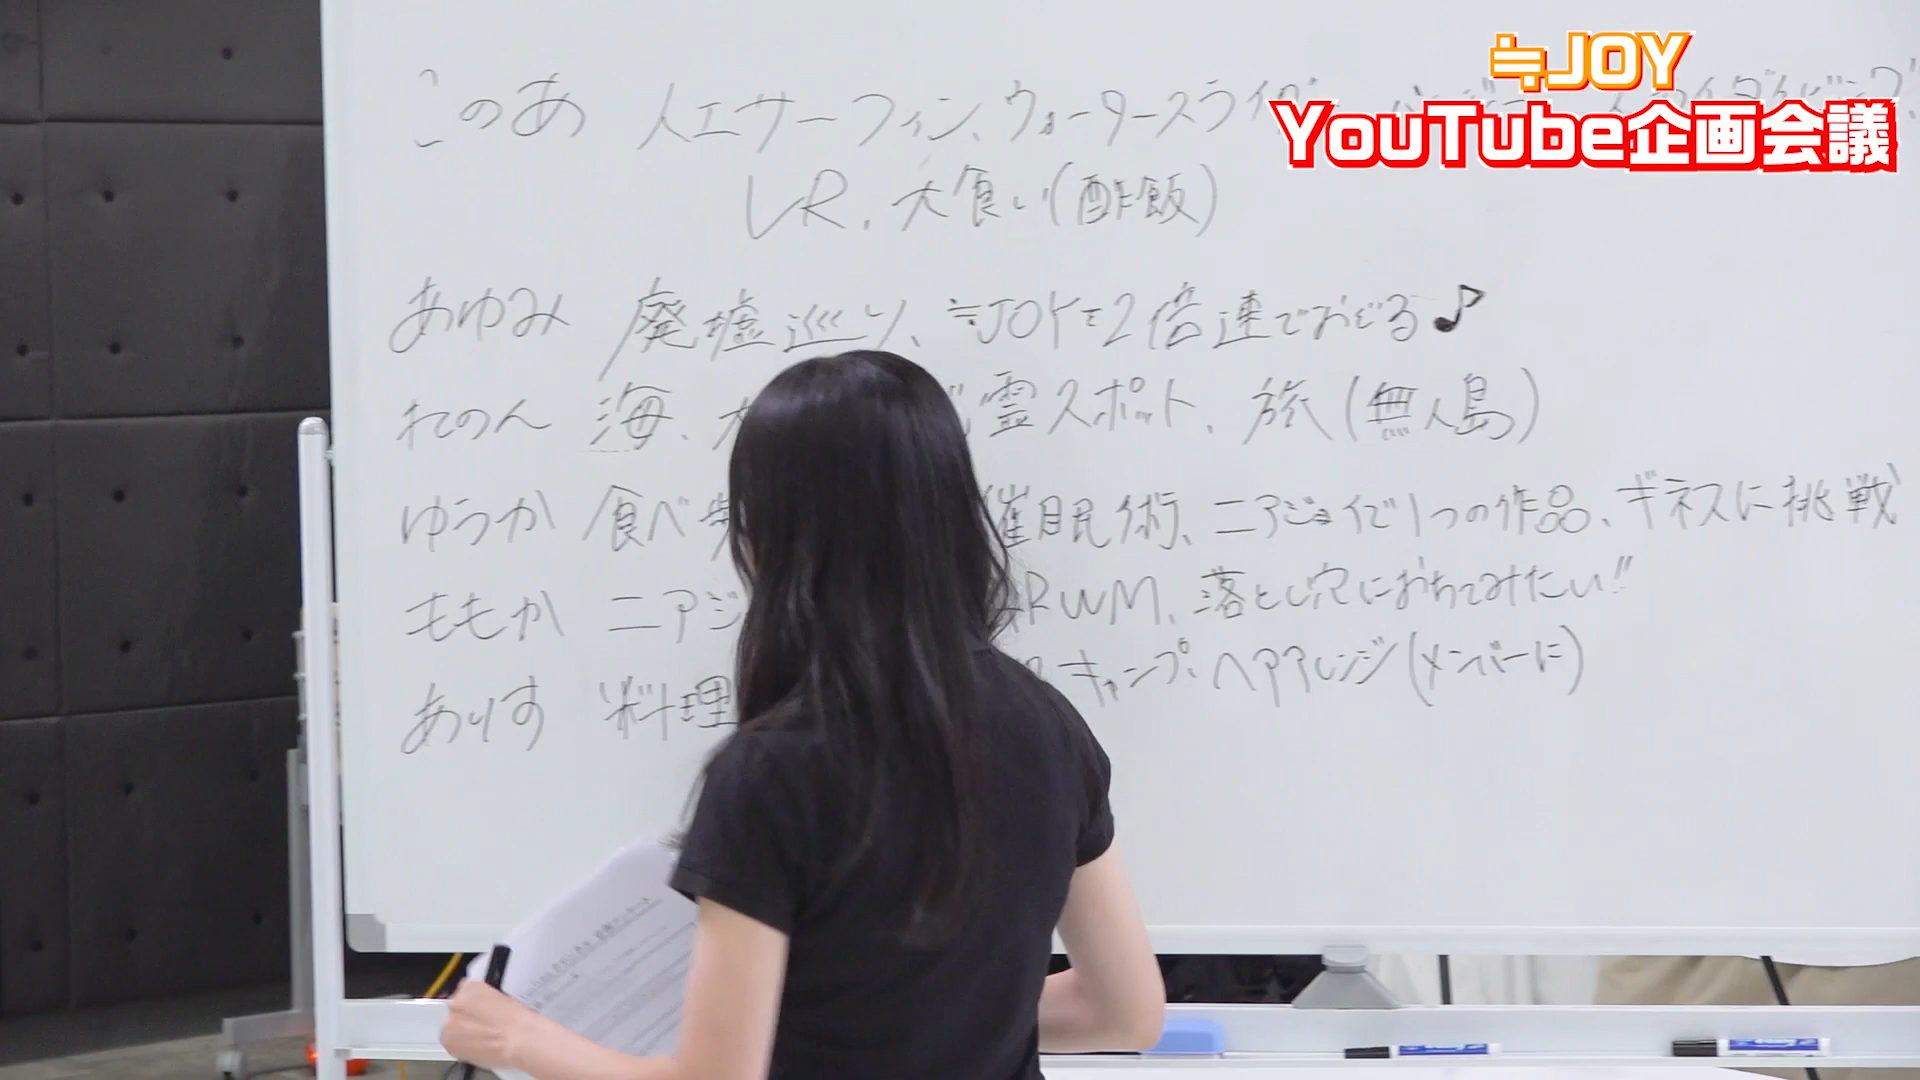 ≒JOY
YouTube企画会議
このあ 人工サーフィン、ウォータースライダー
VR、大食い(酢飯)
あゆみ 廃墟巡り、≒JOYで2倍速でおどる♪
れのん 海、 霊スポット、旅(無人島)
ゆうか 食べ 催眠術、ニアジョイで1つの作品、ギネスに挑戦
ももか ニアジ RWM、落とし穴におちてみたい!!
ありす 料理 キャンプ、ヘアアレンジ(メンバーに)